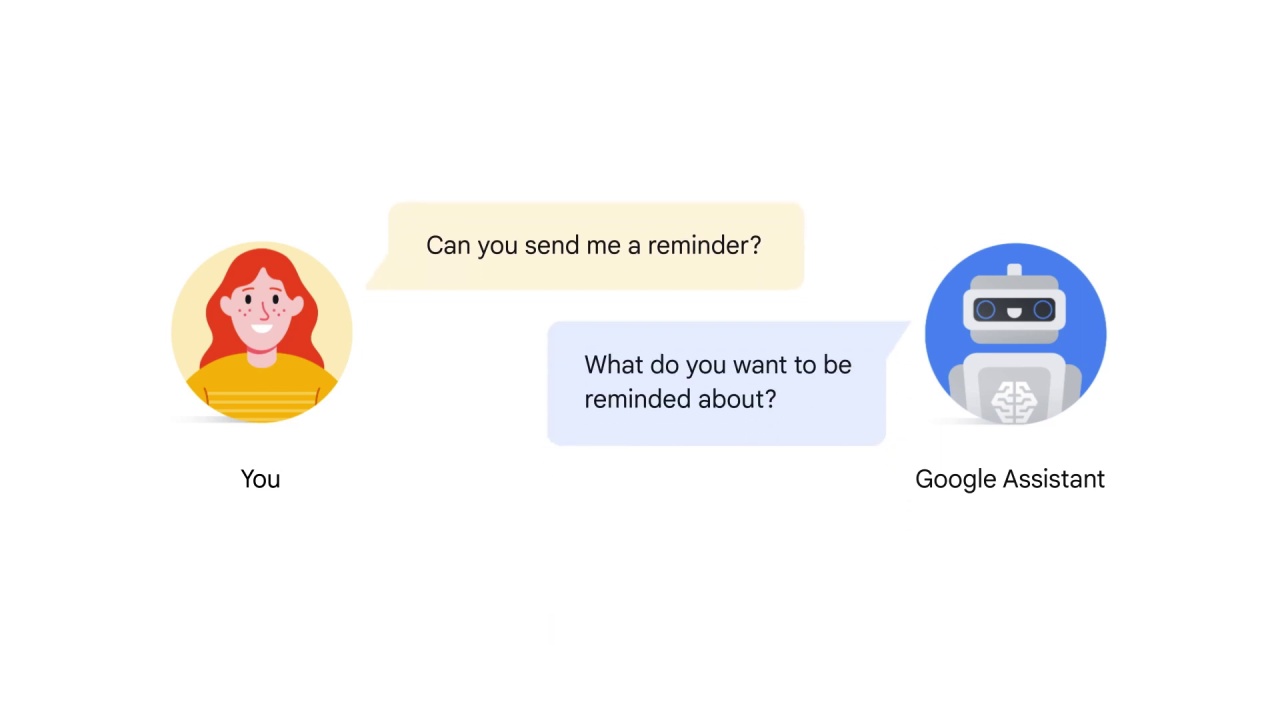 Can you send me a reminder?
What do you want to be
reminded about?
You
Google Assistant